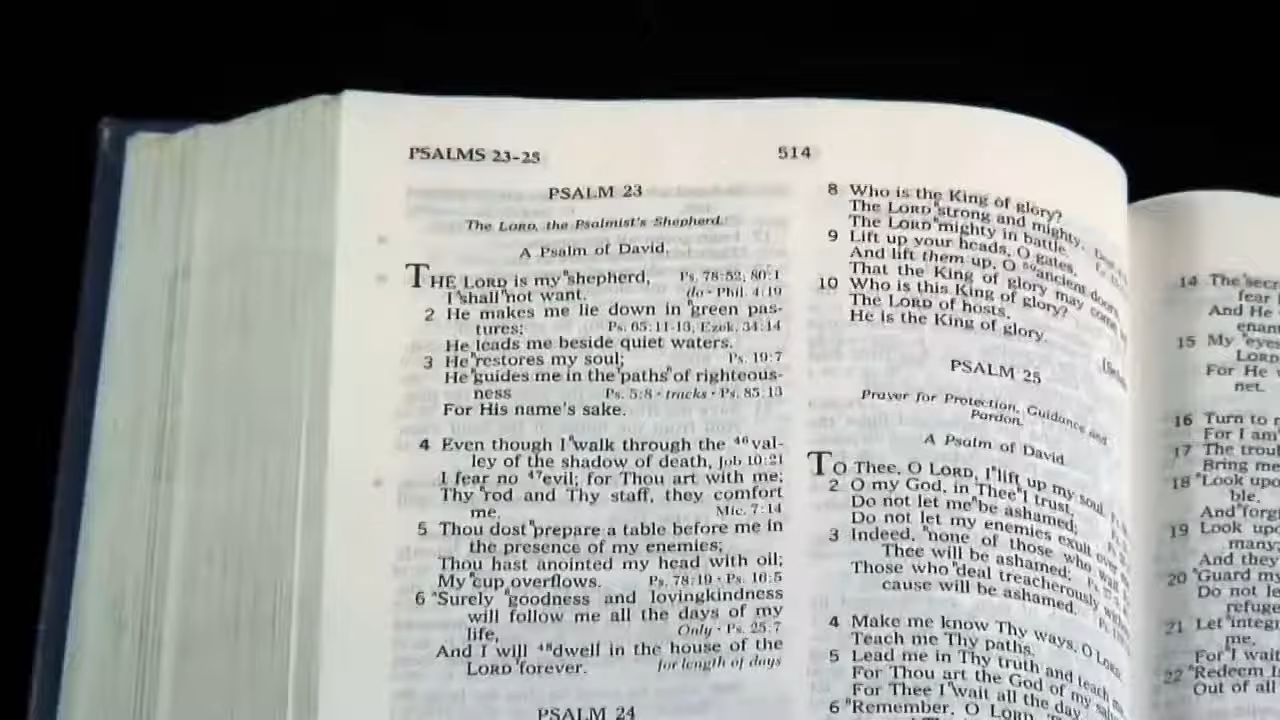 PSALMS 23-25
514
PSALM 23
The Lord, the Psalmist's Shepherd.
A Psalm of David.
THE LORD is my shepherd, Ps. 78:52; 80:1
I shall not want. do • Phil. 4:19
2 He makes me lie down in green pas-
tures; Ps. 65:11-13; Ezek. 34:14
He leads me beside quiet waters.
3 He restores my soul; Ps. 19:7
He guides me in the paths of righteous-
ness Ps. 5:8 • tracks • Ps. 85:13
For His name's sake.
4 Even though I walk through the 46 val-
ley of the shadow of death, Job 10:21
I fear no 47 evil; for Thou art with me;
Thy rod and Thy staff, they comfort
me. Mic. 7:14
5 Thou dost prepare a table before me in
the presence of my enemies;
Thou hast anointed my head with oil;
My cup overflows. Ps. 78:19 • Ps. 16:5
6 Surely goodness and lovingkindness
will follow me all the days of my
life, Only • Ps. 25:7
And I will 48 dwell in the house of the
LORD forever. for length of days
PSALM 24
8 Who is the King of glory?
The LORD strong and mighty,
The LORD mighty in battle.
9 Lift up your heads, O gates,
And lift them up, O 50 ancient doors,
That the King of glory may come
10 Who is this King of glory?
The LORD of hosts,
He is the King of glory.
PSALM 25
Prayer for Protection, Guidance and
Pardon.
A Psalm of David
TO Thee, O LORD, I lift up my soul.
2 O my God, in Thee I trust,
Do not let me be ashamed;
Do not let my enemies exult over
3 Indeed, none of those who wait
Thee will be ashamed;
Those who deal treacherously
cause will be ashamed.
4 Make me know Thy ways, O LORD
Teach me Thy paths.
5 Lead me in Thy truth and teach
For Thou art the God of my
For Thee I wait all the day
6 Remember, O LORD,
14 The secr
fear
And He
15 My eyes
LORD
For He
net.
16 Turn to
For I am
17 The trou
Bring me
18 Look upo
ble,
And forg
19 Look up
many
And they
20 Guard my
Do not le
refuge
21 Let integr
me,
For I wait
22 Redeem
Out of all